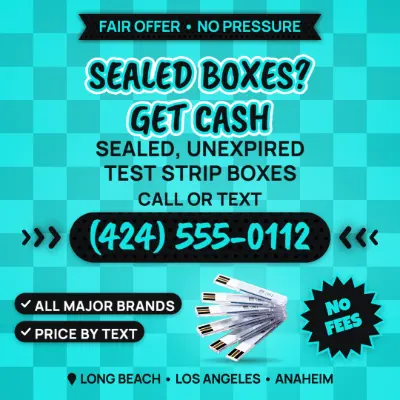 FAIR OFFER • NO PRESSURE
SEALED BOXES?
GET CASH
SEALED, UNEXPIRED
TEST STRIP BOXES
CALL OR TEXT
(424) 555-0112
ALL MAJOR BRANDS
PRICE BY TEXT
NO
FEES
LONG BEACH • LOS ANGELES • ANAHEIM